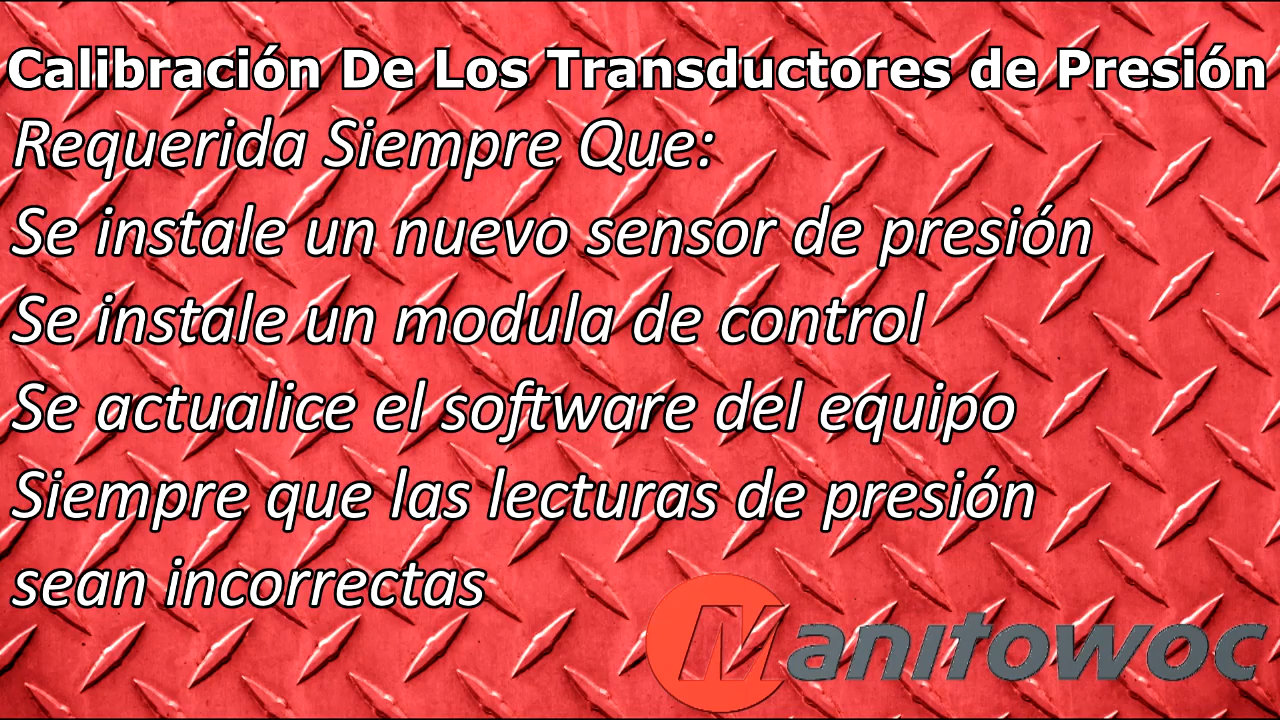 Calibración De Los Transductores de Presión
Requerida Siempre Que:
Se instale un nuevo sensor de presión
Se instale un modula de control
Se actualice el software del equipo
Siempre que las lecturas de presión
sean incorrectas
Manitowoc